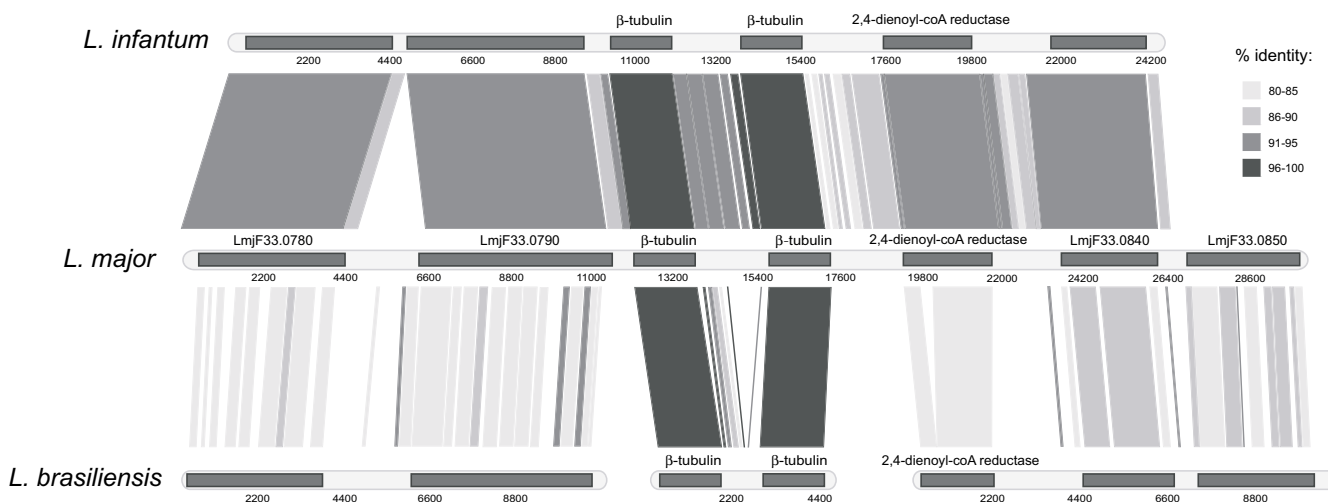 β-tubulin β-tubulin 2,4-dienoyl-coA reductase
L. infantum
2200 4400 6600 8800 11000 13200 15400 17600 19800 22000 24200
% identity:
80-85
86-90
91-95
96-100
LmjF33.0780 LmjF33.0790 β-tubulin β-tubulin 2,4-dienoyl-coA reductase LmjF33.0840 LmjF33.0850
L. major
2200 4400 6600 8800 11000 13200 15400 17600 19800 22000 24200 26400 28600
β-tubulin β-tubulin 2,4-dienoyl-coA reductase
L. brasiliensis
2200 4400 6600 8800 2200 4400 2200 4400 6600 8800